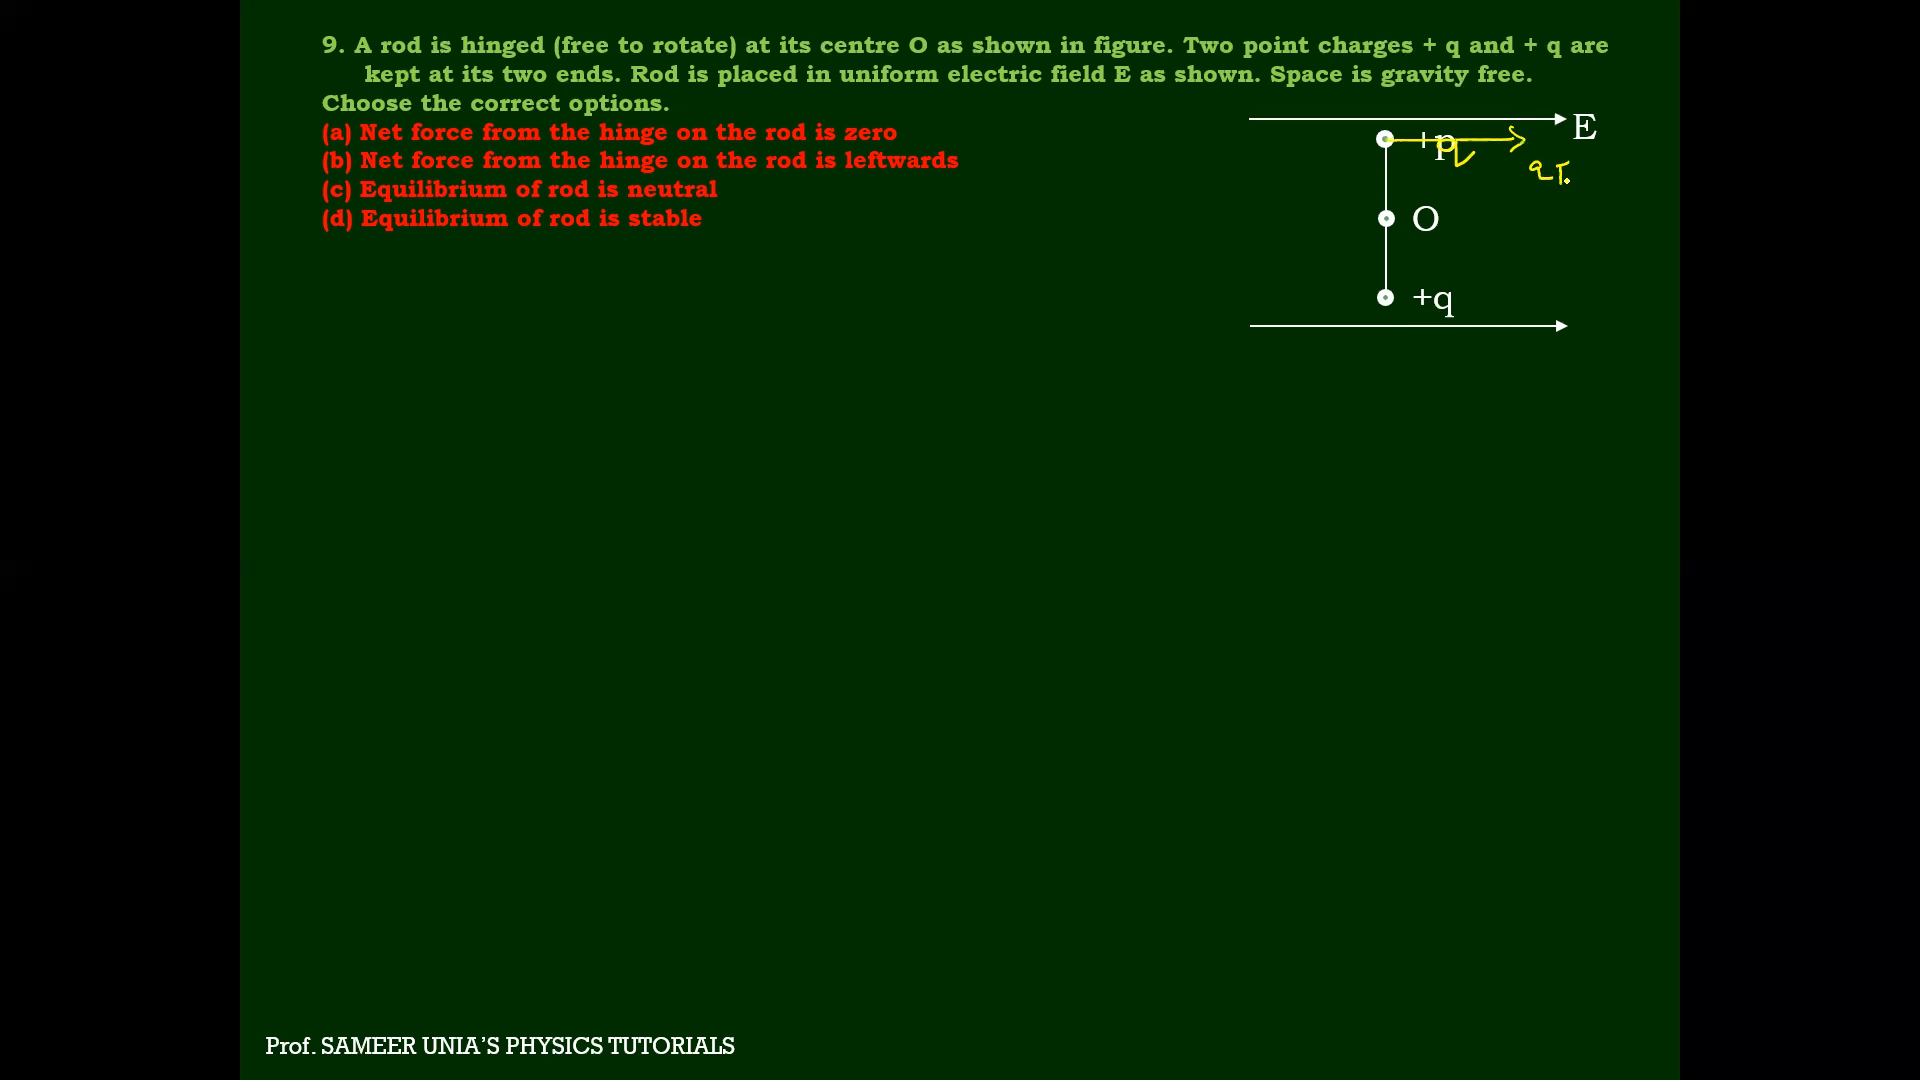 9. A rod is hinged (free to rotate) at its centre O as shown in figure. Two point charges + q and + q are
kept at its two ends. Rod is placed in uniform electric field E as shown. Space is gravity free.
Choose the correct options.
(a) Net force from the hinge on the rod is zero
(b) Net force from the hinge on the rod is leftwards
(c) Equilibrium of rod is neutral
(d) Equilibrium of rod is stable
E
+p
q
O
+q
Prof. SAMEER UNIA'S PHYSICS TUTORIALS